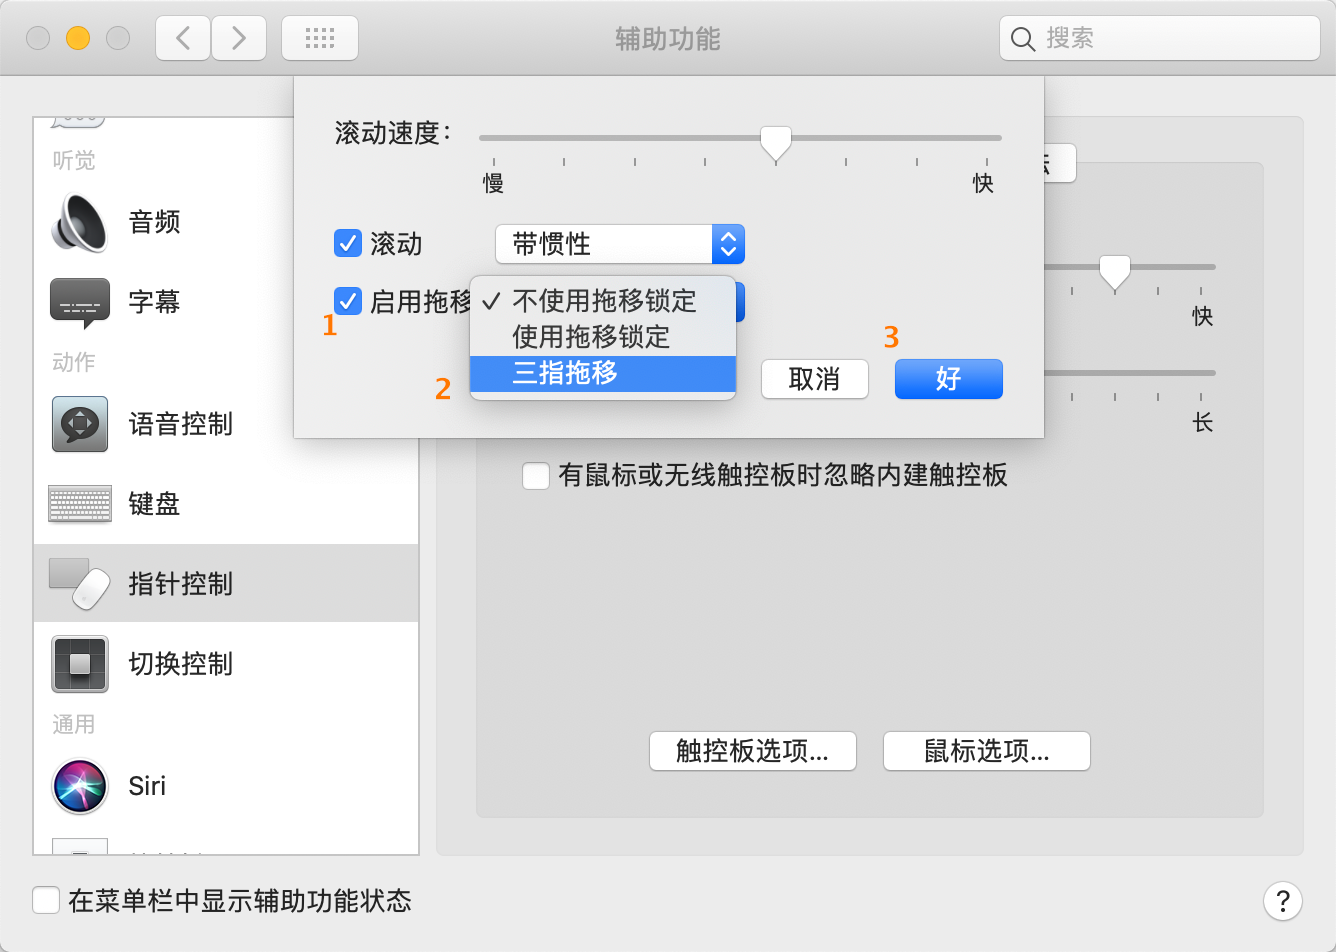 辅助功能
搜索
听觉
音频
字幕
动作
语音控制
键盘
指针控制
切换控制
通用
Siri
滚动速度：
慢
快
滚动
带惯性
启用拖移
1
不使用拖移锁定
使用拖移锁定
三指拖移
2
取消
3
好
快
长
有鼠标或无线触控板时忽略内建触控板
触控板选项...
鼠标选项...
在菜单栏中显示辅助功能状态
?